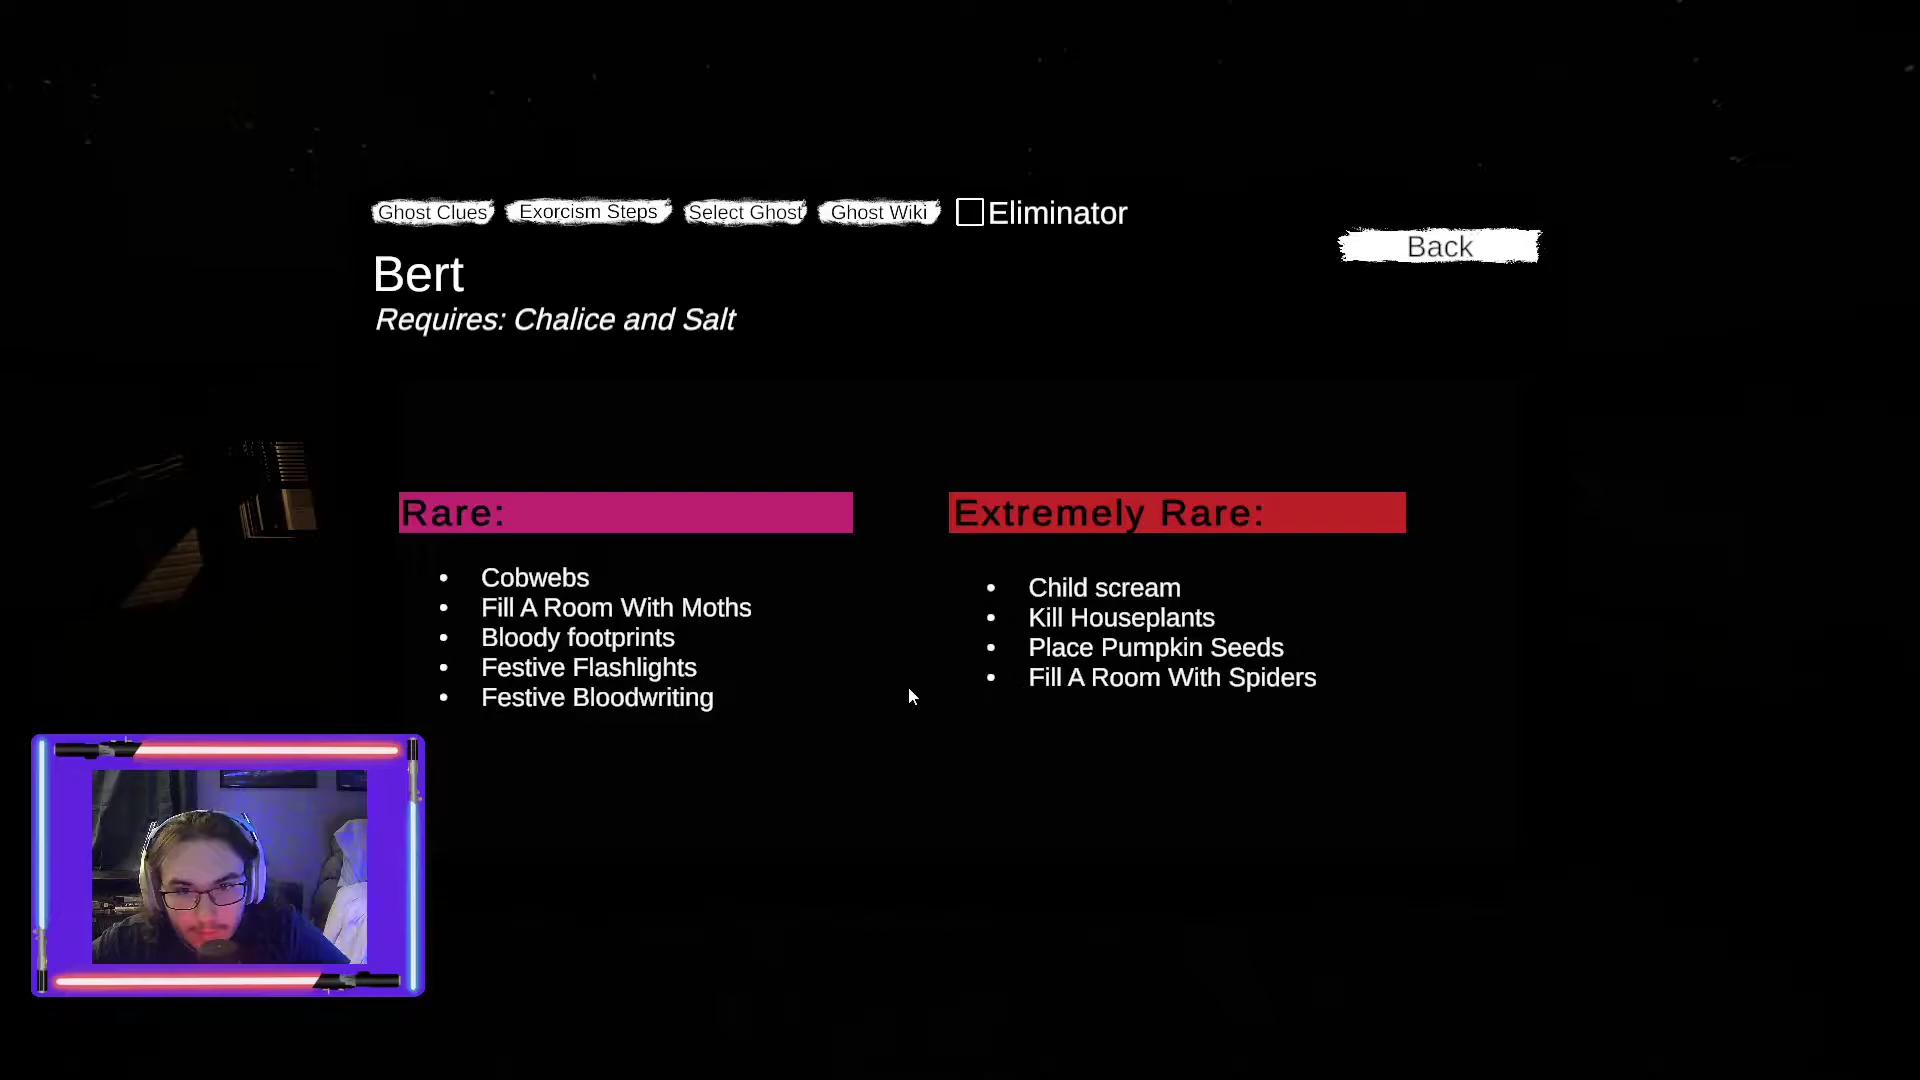 Ghost Clues Exorcism Steps Select Ghost Ghost Wiki Eliminator
Back
Bert
Requires: Chalice and Salt
Rare:
• Cobwebs
• Fill A Room With Moths
• Bloody footprints
• Festive Flashlights
• Festive Bloodwriting
Extremely Rare:
• Child scream
• Kill Houseplants
• Place Pumpkin Seeds
• Fill A Room With Spiders